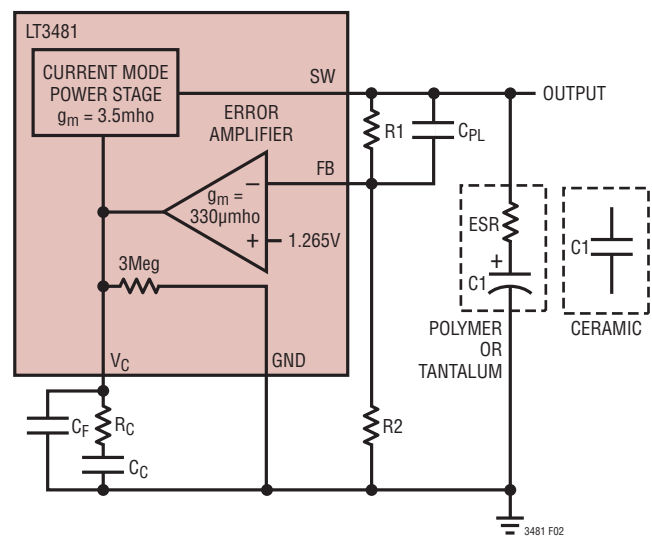 LT3481
CURRENT MODE
POWER STAGE
gm = 3.5mho
SW
OUTPUT
ERROR
AMPLIFIER
R1
CPL
FB
–
gm =
330µmho
+
1.265V
ESR
+
C1
C1
3Meg
POLYMER
OR
TANTALUM
CERAMIC
VC
GND
CF
RC
R2
CC
3481 F02